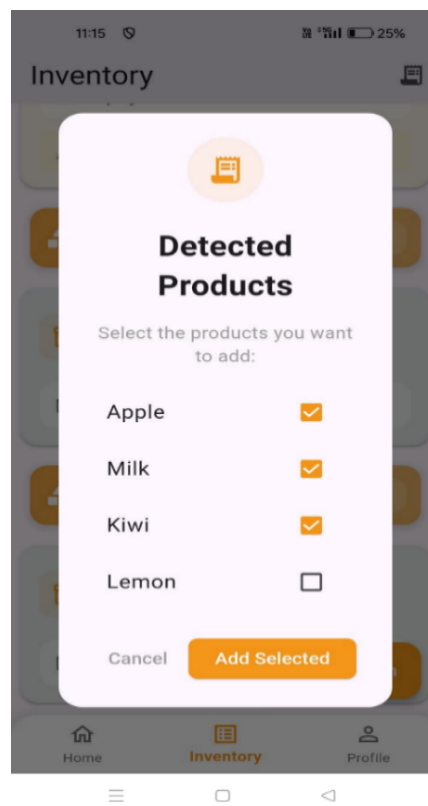 11:15 25%
Inventory
Detected
Products
Select the products you want
to add:
Apple
Milk
Kiwi
Lemon
Cancel Add Selected
Home Inventory Profile